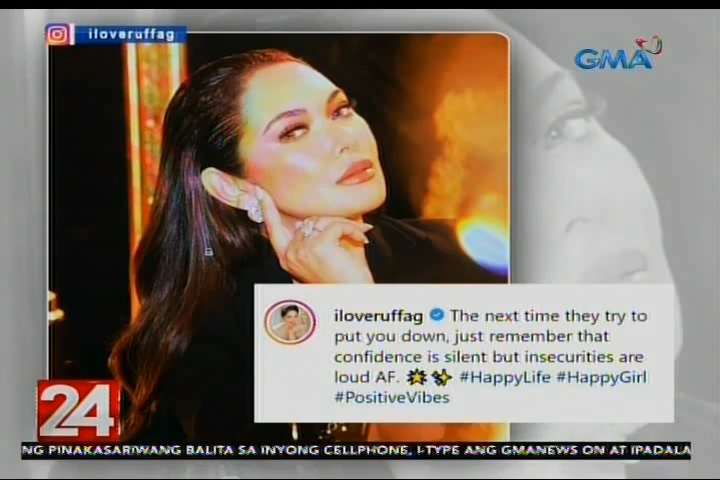 iloveruffag
GMA
iloveruffag The next time they try to
put you down, just remember that
confidence is silent but insecurities are
loud AF. 🌟✨ #HappyLife #HappyGirl
#PositiveVibes
24
NG PINAKASARIWANG BALITA SA INYONG CELLPHONE, I-TYPE ANG GMANEWS ON AT IPADALA